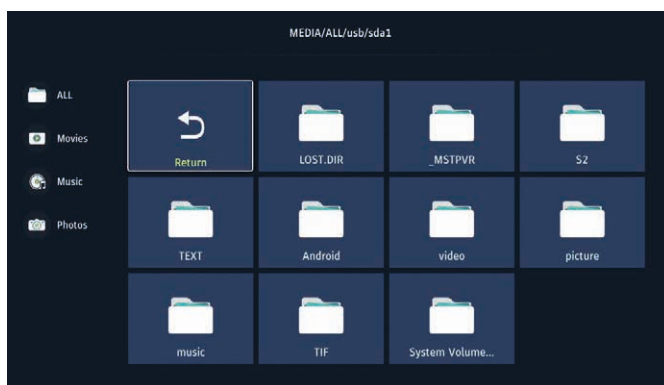 MEDIA/ALL/usb/sda1
ALL
Movies
Music
Photos
Return
LOST.DIR
_MSTPVR
S2
TEXT
Android
video
picture
music
TIF
System Volume...